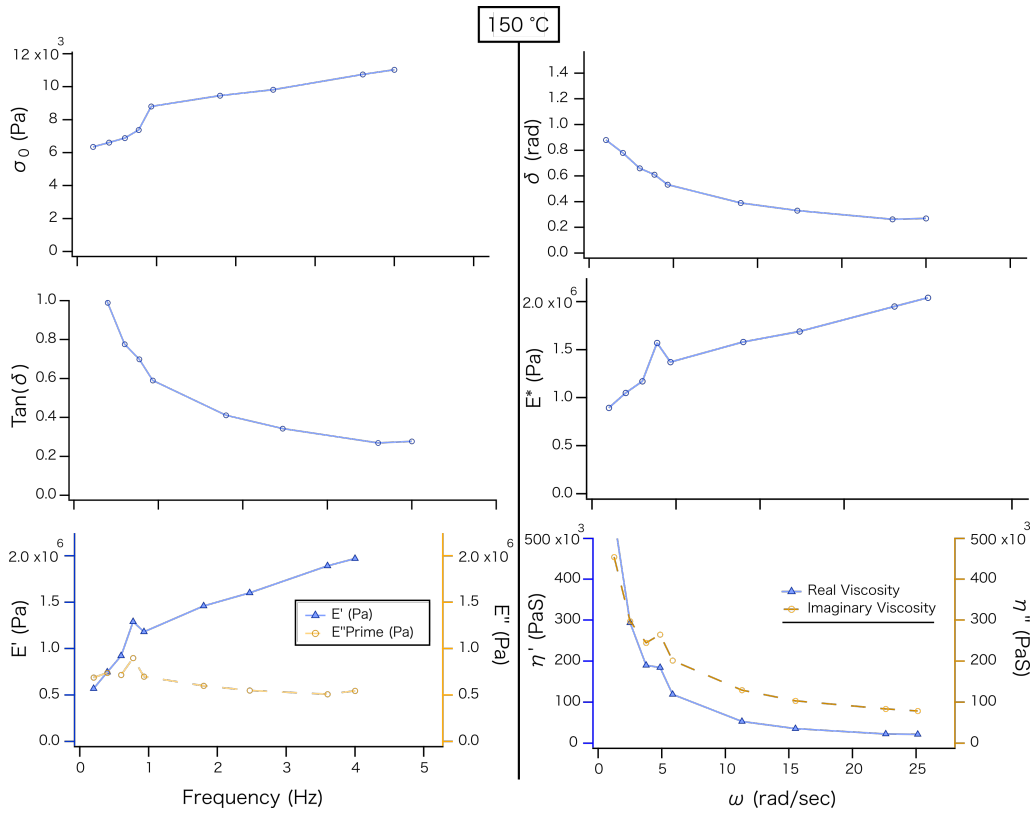 150 °C
12 x10 3
10
8
6
4
2
0
σ0 (Pa)
1.4
1.2
1.0
0.8
0.6
0.4
0.2
0.0
δ (rad)
1.0
0.8
0.6
0.4
0.2
0.0
Tan(δ)
2.0 x10 6
1.5
1.0
0.5
0.0
E* (Pa)
2.0 x10 6
1.5
1.0
0.5
0.0
E' (Pa)
E' (Pa)
E"Prime (Pa)
2.0 x10 6
1.5
1.0
0.5
0.0
E" (Pa)
0 1 2 3 4 5
Frequency (Hz)
500 x10 3
400
300
200
100
0
η' (PaS)
Real Viscosity
Imaginary Viscosity
500 x10 3
400
300
200
100
0
η" (PaS)
0 5 10 15 20 25
ω (rad/sec)